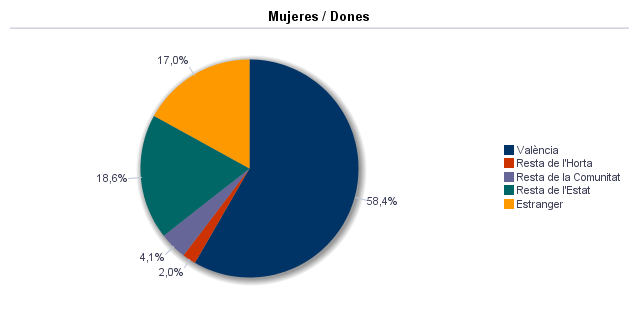 Mujeres / Dones
17,0%
18,6%
58,4%
4,1%
2,0%
València
Resta de l'Horta
Resta de la Comunitat
Resta de l'Estat
Estranger